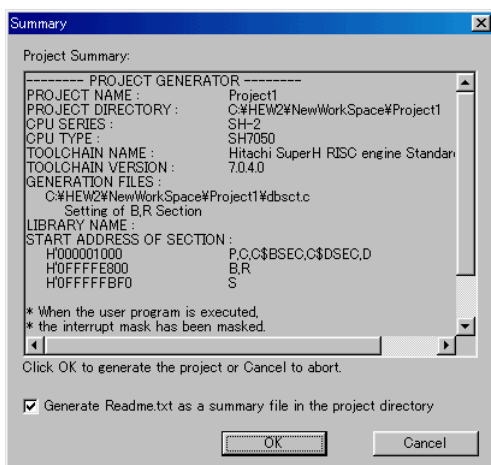 Summary
Project Summary:
-------- PROJECT GENERATOR --------
PROJECT NAME : Project1
PROJECT DIRECTORY : C:¥HEW2¥NewWorkSpace¥Project1
CPU SERIES : SH-2
CPU TYPE : SH7050
TOOLCHAIN NAME : Hitachi SuperH RISC engine Standar
TOOLCHAIN VERSION : 7.0.4.0
GENERATION FILES :
C:¥HEW2¥NewWorkSpace¥Project1¥dbsct.c
Setting of B,R Section
LIBRARY NAME :
START ADDRESS OF SECTION :
H'000001000 P,C,C$BSEC,C$DSEC,D
H'0FFFFE800 B,R
H'0FFFFFBF0 S
* When the user program is executed,
* the interrupt mask has been masked.
Click OK to generate the project or Cancel to abort.
Generate Readme.txt as a summary file in the project directory
OK Cancel